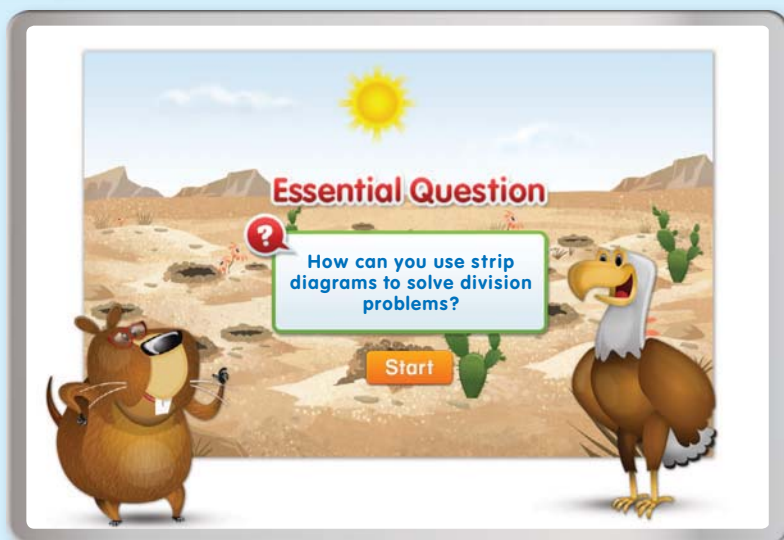 Essential Question
?
How can you use strip
diagrams to solve division
problems?
Start